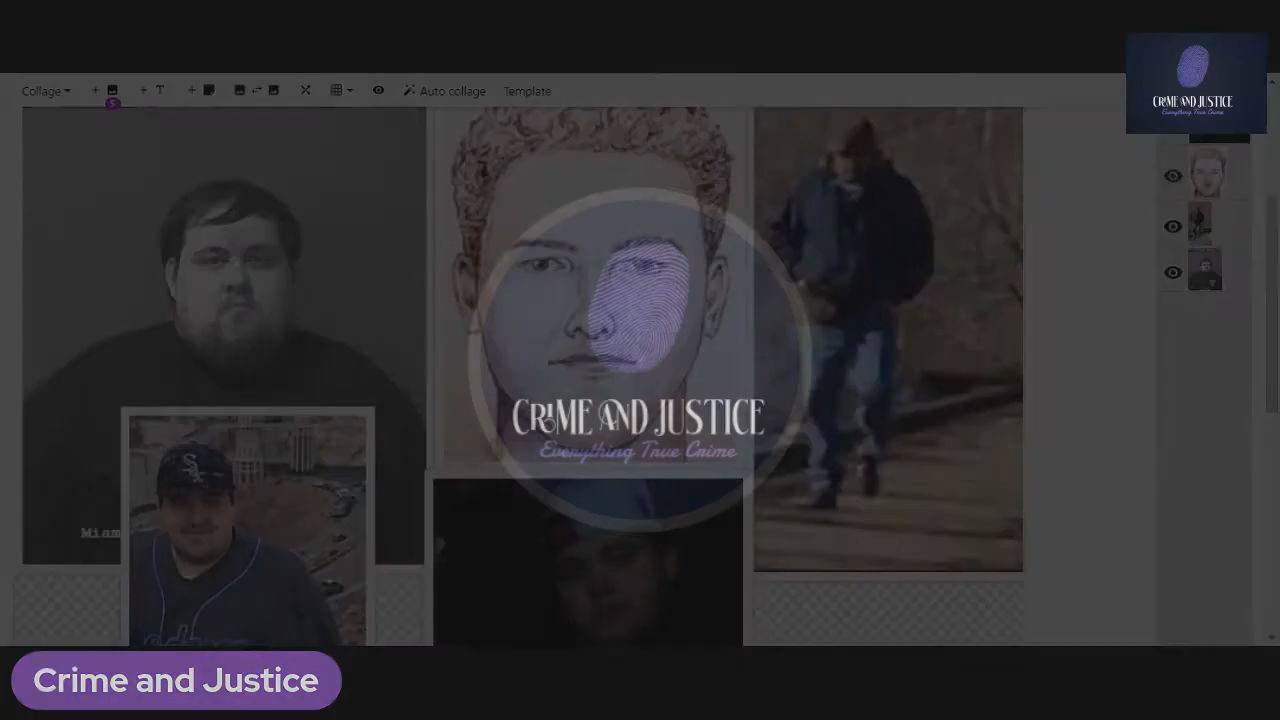 CRIME AND JUSTICE
Everything True Crime
Collage
T
Auto collage
Template
S
CRIME AND JUSTICE
Everything True Crime
Miam
Crime and Justice